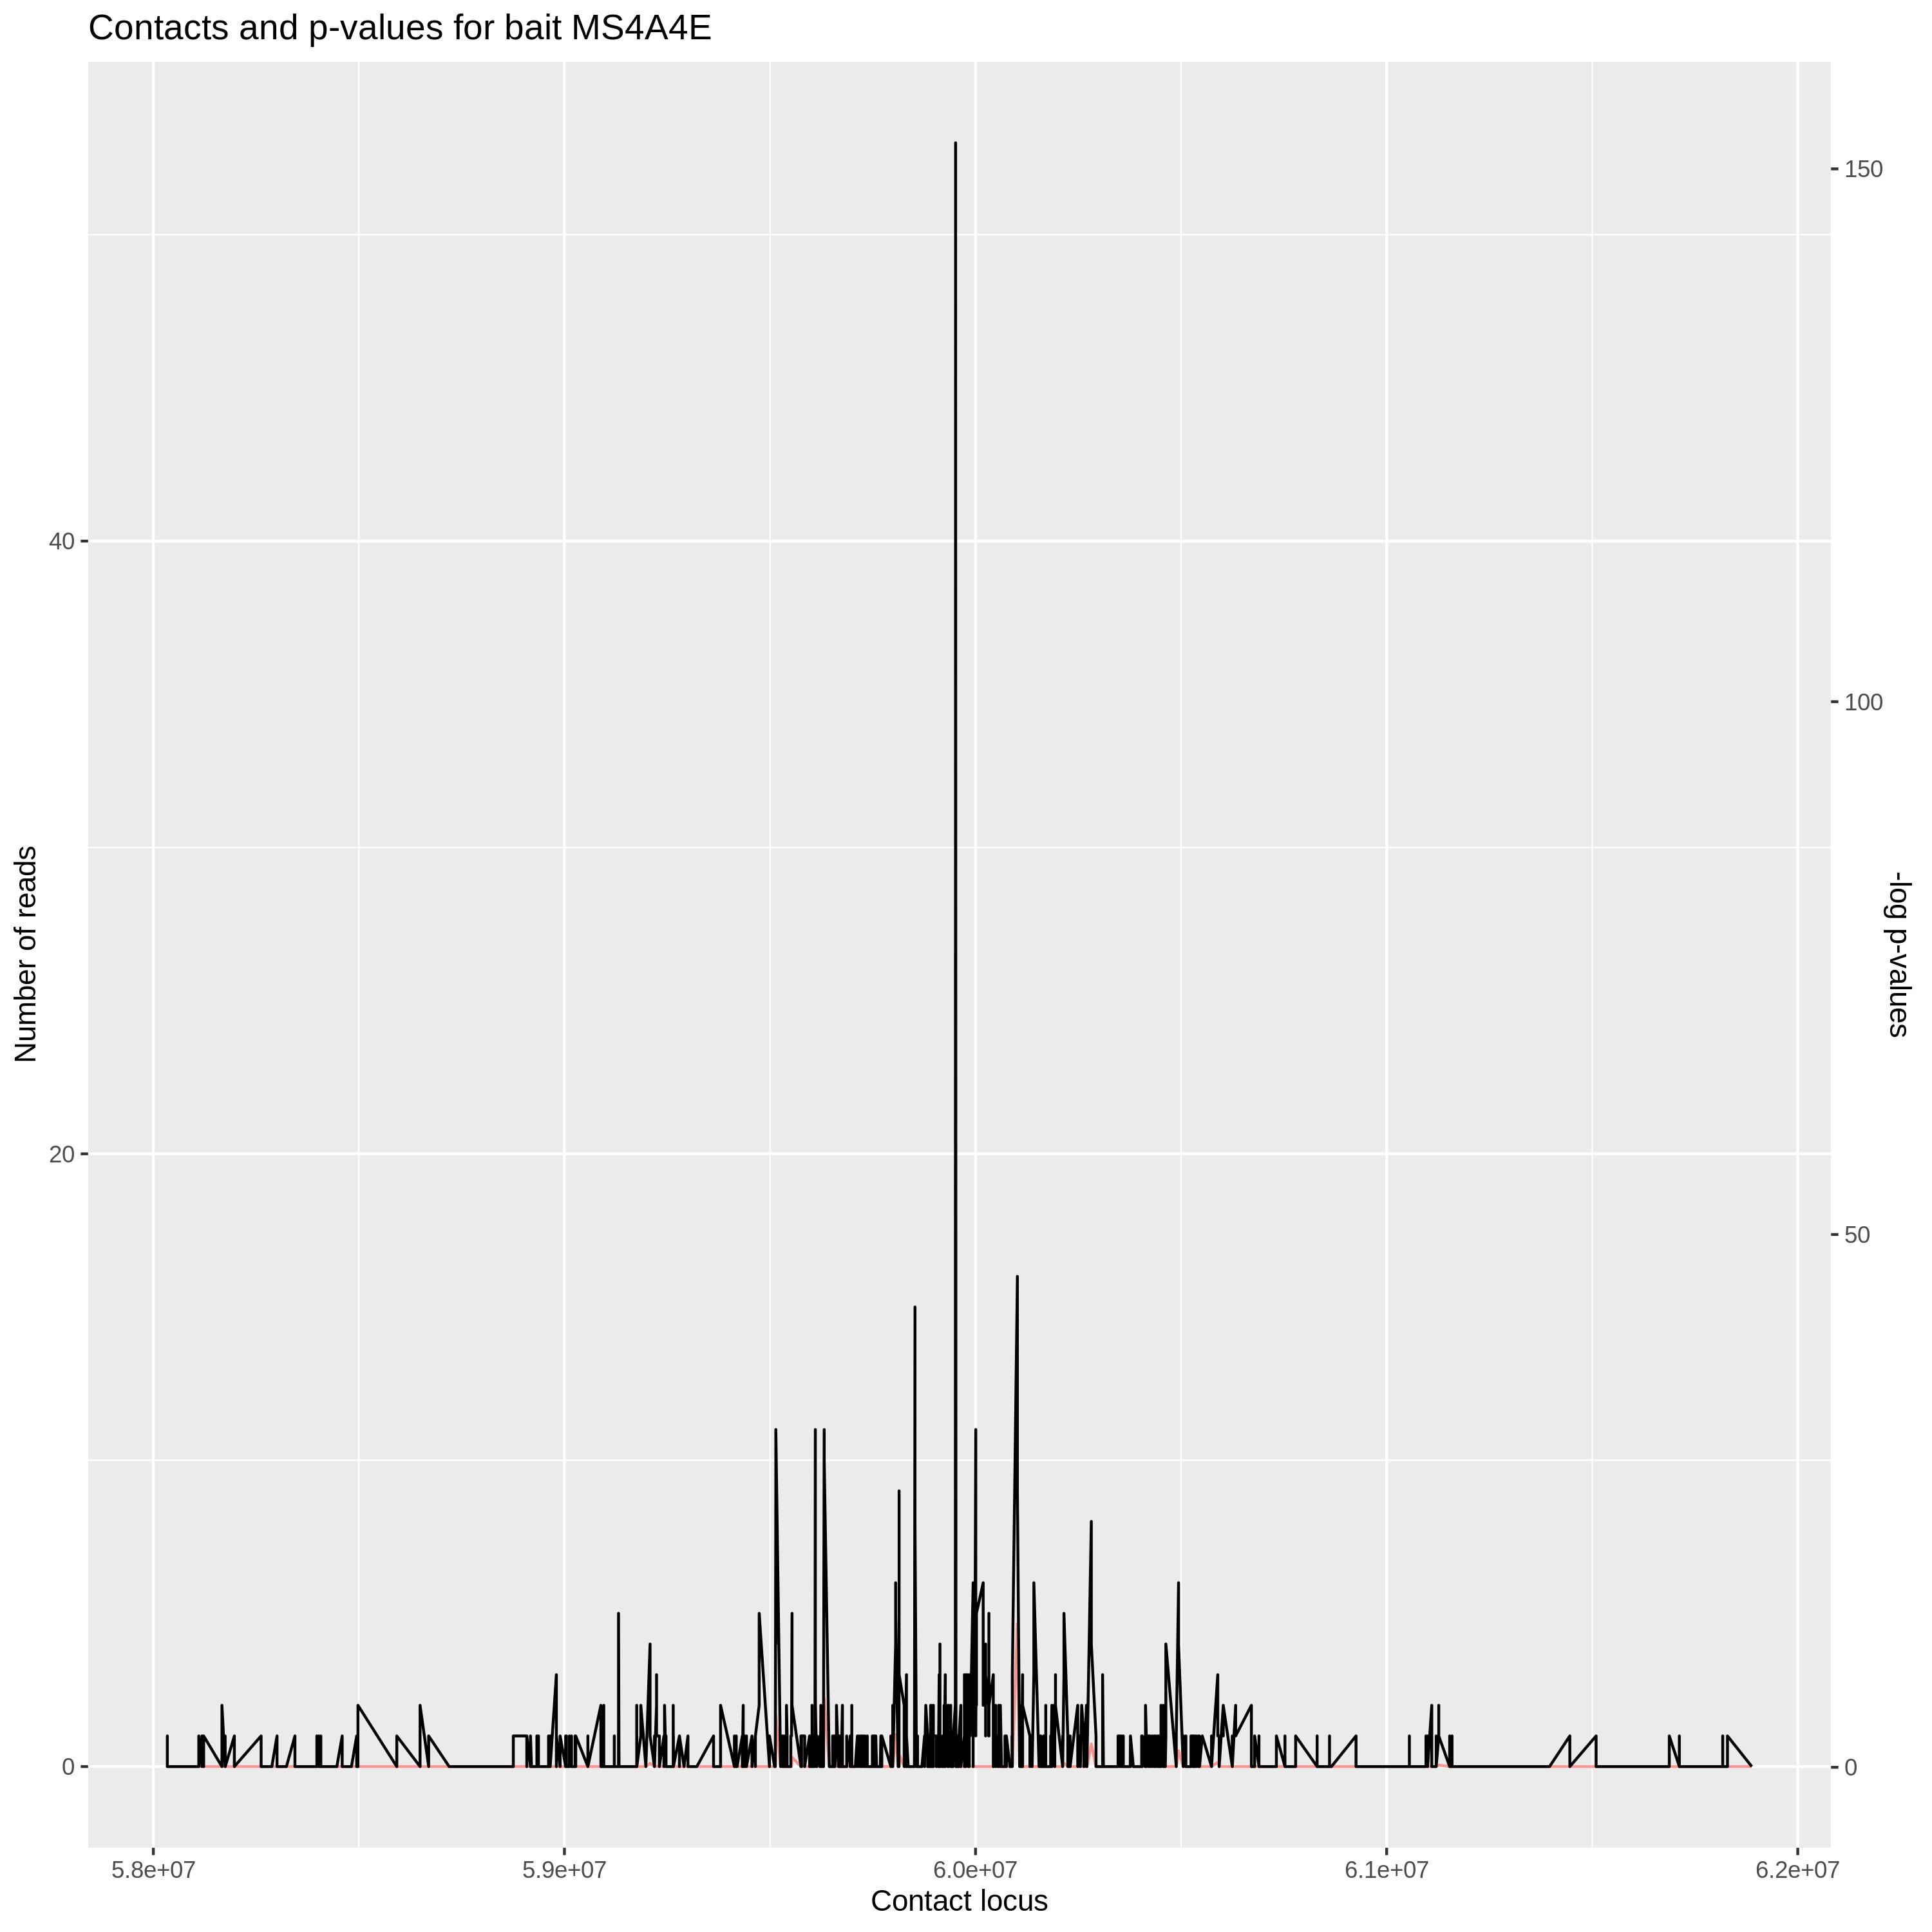 Contacts and p-values for bait MS4A4E
Number of reads
40
20
0
150
100
50
0
-log p-values
5.8e+07
5.9e+07
6.0e+07
6.1e+07
6.2e+07
Contact locus